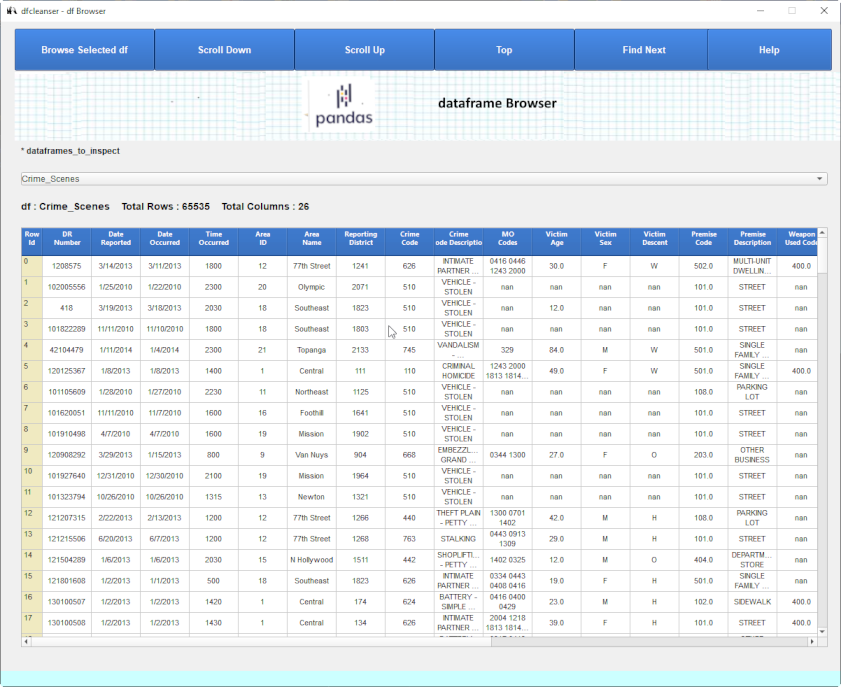 dfcleanser - df Browser
Browse Selected df Scroll Down Scroll Up Top Find Next Help
pandas
dataframe Browser
* dataframes_to_inspect
Crime_Scenes
df : Crime_Scenes Total Rows : 65535 Total Columns : 26
Row Id DR Number Date Reported Date Occurred Time Occurred Area ID Area Name Reporting District Crime Code Crime ode Descriptio MO Codes Victim Age Victim Sex Victim Descent Premise Code Premise Description Weapon Used Code
0 1208575 3/14/2013 3/11/2013 1800 12 77th Street 1241 626 INTIMATE PARTNER ... 0416 0446 1243 2000 30.0 F W 502.0 MULTI-UNIT DWELLIN... 400.0
1 102005556 1/25/2010 1/22/2010 2300 20 Olympic 2071 510 VEHICLE - STOLEN nan nan nan nan 101.0 STREET nan
2 418 3/19/2013 3/18/2013 2030 18 Southeast 1823 510 VEHICLE - STOLEN nan 12.0 nan nan 101.0 STREET nan
3 101822289 11/11/2010 11/10/2010 1800 18 Southeast 1803 510 VEHICLE - STOLEN nan nan nan nan 101.0 STREET nan
4 42104479 1/11/2014 1/4/2014 2300 21 Topanga 2133 745 VANDALISM - ... 329 84.0 M W 501.0 SINGLE FAMILY ... nan
5 120125367 1/8/2013 1/8/2013 1400 1 Central 111 110 CRIMINAL HOMICIDE 1243 2000 1813 1814... 49.0 F W 501.0 SINGLE FAMILY ... 400.0
6 101105609 1/28/2010 1/27/2010 2230 11 Northeast 1125 510 VEHICLE - STOLEN nan nan nan nan 108.0 PARKING LOT nan
7 101620051 11/11/2010 11/7/2010 1600 16 Foothill 1641 510 VEHICLE - STOLEN nan nan nan nan 101.0 STREET nan
8 101910498 4/7/2010 4/7/2010 1600 19 Mission 1902 510 VEHICLE - STOLEN nan nan nan nan 101.0 STREET nan
9 120908292 3/29/2013 1/15/2013 800 9 Van Nuys 904 668 EMBEZZL... GRAND ... 0344 1300 27.0 F O 203.0 OTHER BUSINESS nan
10 101927640 12/31/2010 12/30/2010 2100 19 Mission 1964 510 VEHICLE - STOLEN nan nan nan nan 101.0 STREET nan
11 101323794 10/26/2010 10/26/2010 1315 13 Newton 1321 510 VEHICLE - STOLEN nan nan nan nan 101.0 STREET nan
12 121207315 2/22/2013 2/13/2013 1200 12 77th Street 1266 440 THEFT PLAIN - PETTY ... 1300 0701 1402 42.0 M H 108.0 PARKING LOT nan
13 121215506 6/20/2013 6/7/2013 1200 12 77th Street 1268 763 STALKING 0443 0913 1309 29.0 M H 101.0 STREET nan
14 121504289 1/6/2013 1/6/2013 2030 15 N Hollywood 1511 442 SHOPLIFTI... - PETTY ... 1402 0325 12.0 M O 404.0 DEPARTM... STORE nan
15 121801608 1/2/2013 1/1/2013 500 18 Southeast 1823 626 INTIMATE PARTNER ... 0334 0443 0408 0416 19.0 F H 501.0 SINGLE FAMILY ... nan
16 130100507 1/2/2013 1/2/2013 1420 1 Central 174 624 BATTERY - SIMPLE ... 0416 0400 0429 23.0 M H 102.0 SIDEWALK 400.0
17 130100508 1/2/2013 1/2/2013 1430 1 Central 134 626 INTIMATE PARTNER ... 2004 1218 1813 1814... 39.0 F H 101.0 STREET 400.0